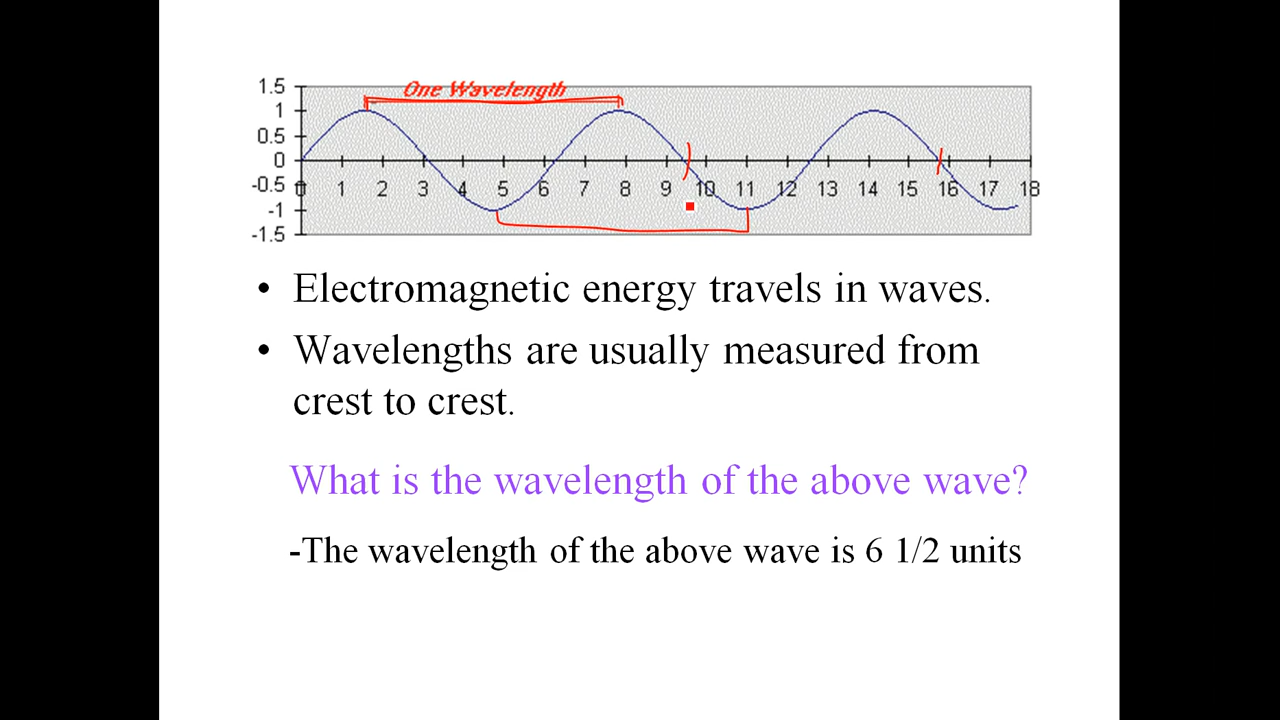 One Wavelength
1.5
1
0.5
0
-0.5
-1
-1.5
0 1 2 3 4 5 6 7 8 9 10 11 12 13 14 15 16 17 18
• Electromagnetic energy travels in waves.
• Wavelengths are usually measured from
crest to crest.
What is the wavelength of the above wave?
-The wavelength of the above wave is 6 1/2 units